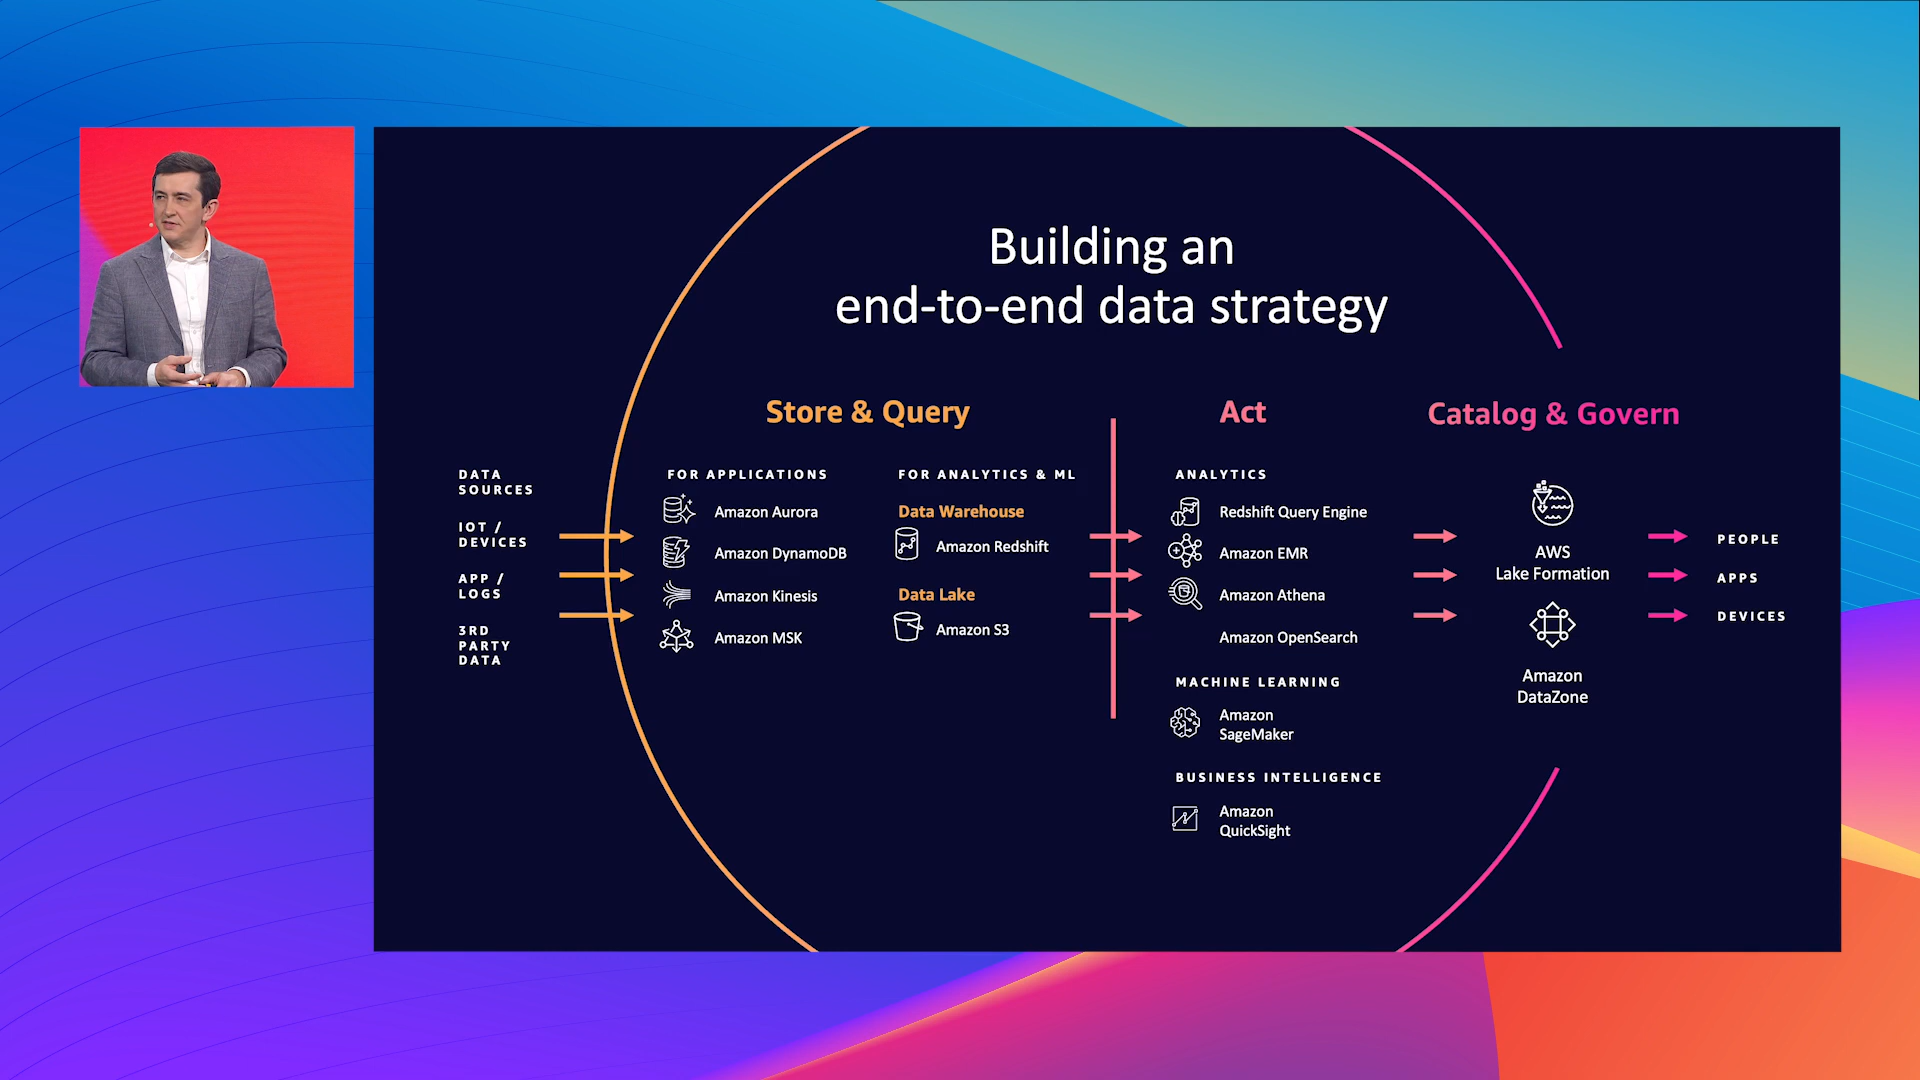 Building an
end-to-end data strategy
Store & Query
Act
Catalog & Govern
DATA
SOURCES
IOT /
DEVICES
APP /
LOGS
3RD
PARTY
DATA
FOR APPLICATIONS
Amazon Aurora
Amazon DynamoDB
Amazon Kinesis
Amazon MSK
FOR ANALYTICS & ML
Data Warehouse
Amazon Redshift
Data Lake
Amazon S3
ANALYTICS
Redshift Query Engine
Amazon EMR
Amazon Athena
Amazon OpenSearch
MACHINE LEARNING
Amazon
SageMaker
BUSINESS INTELLIGENCE
Amazon
QuickSight
AWS
Lake Formation
Amazon
DataZone
PEOPLE
APPS
DEVICES